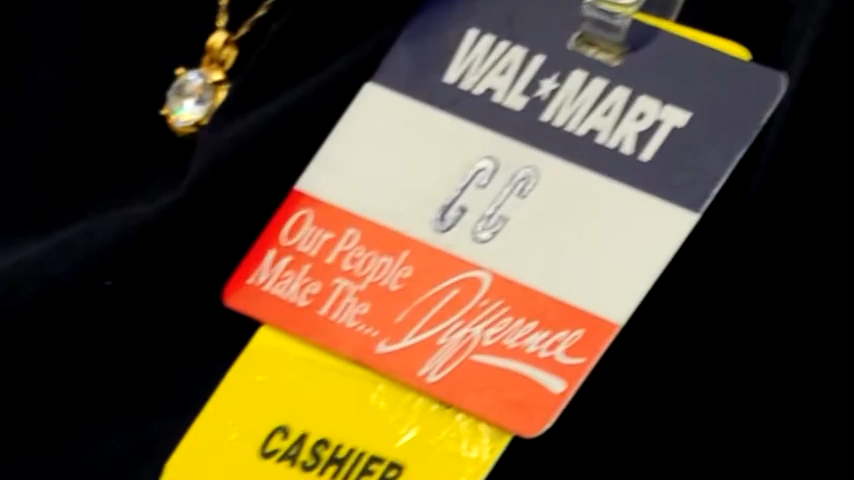 WAL★MART
CC
Our People
Make The... Difference
CASHIER